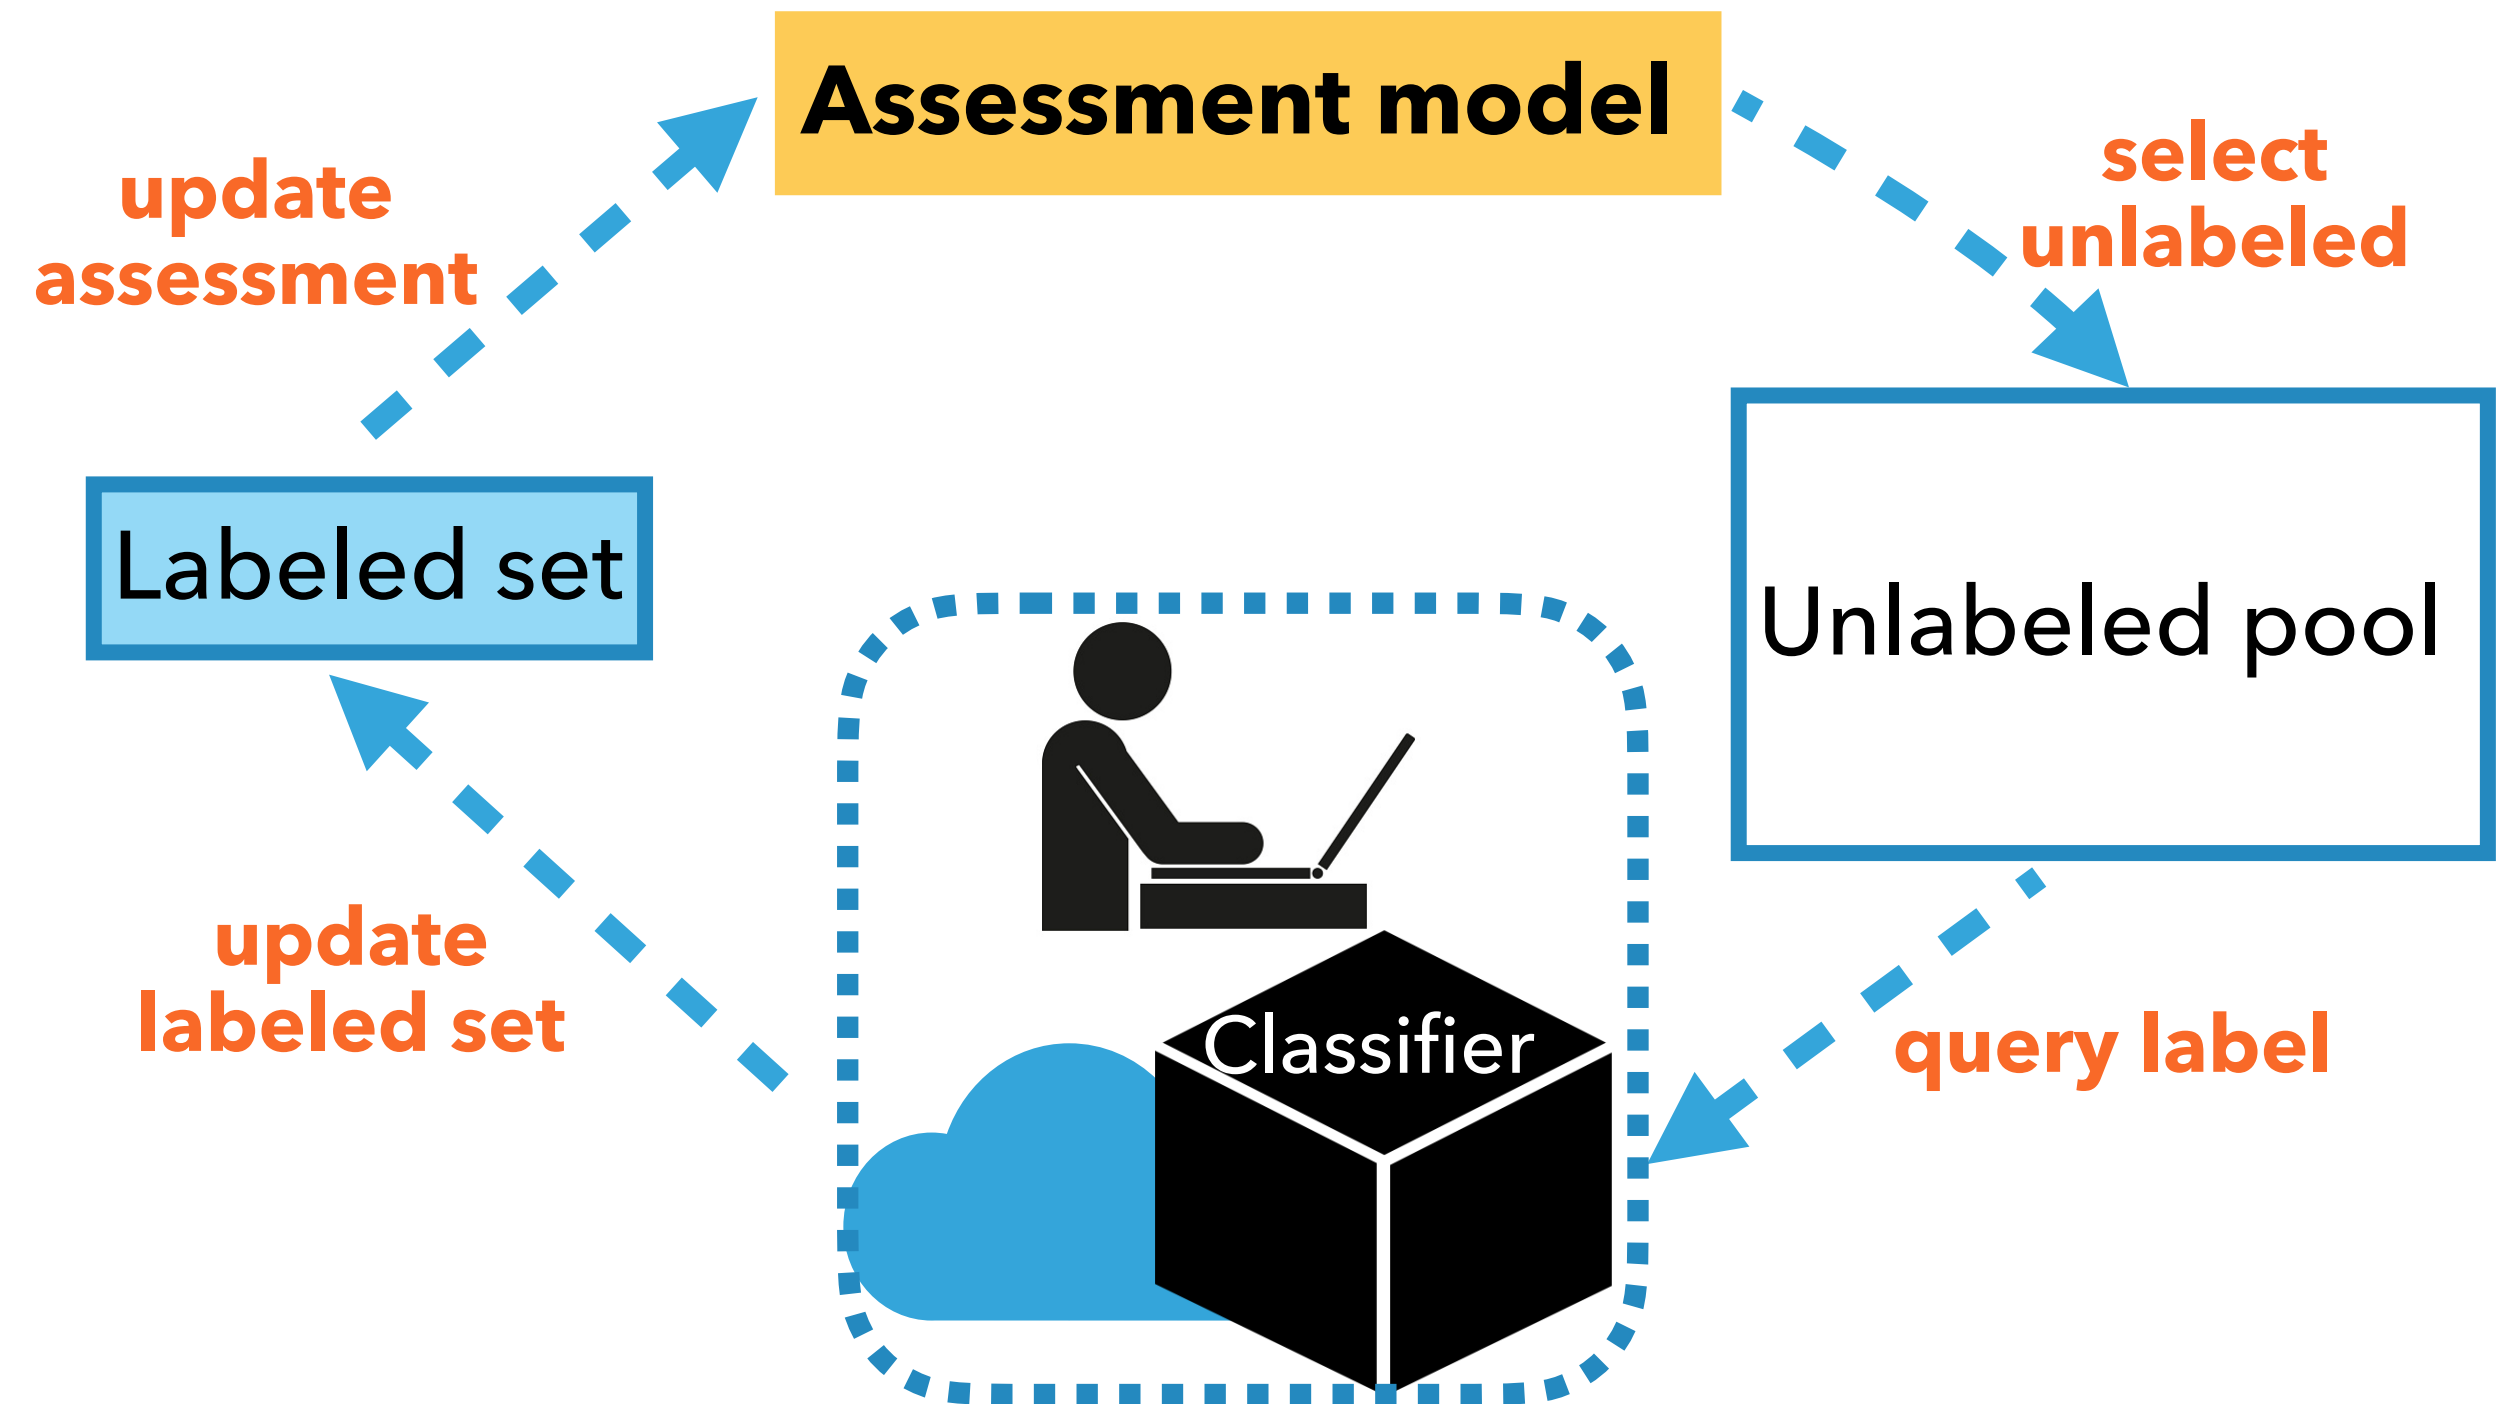 Assessment model
select
unlabeled
update
assessment
Labeled set
Unlabeled pool
update
labeled set
Classifier
query label